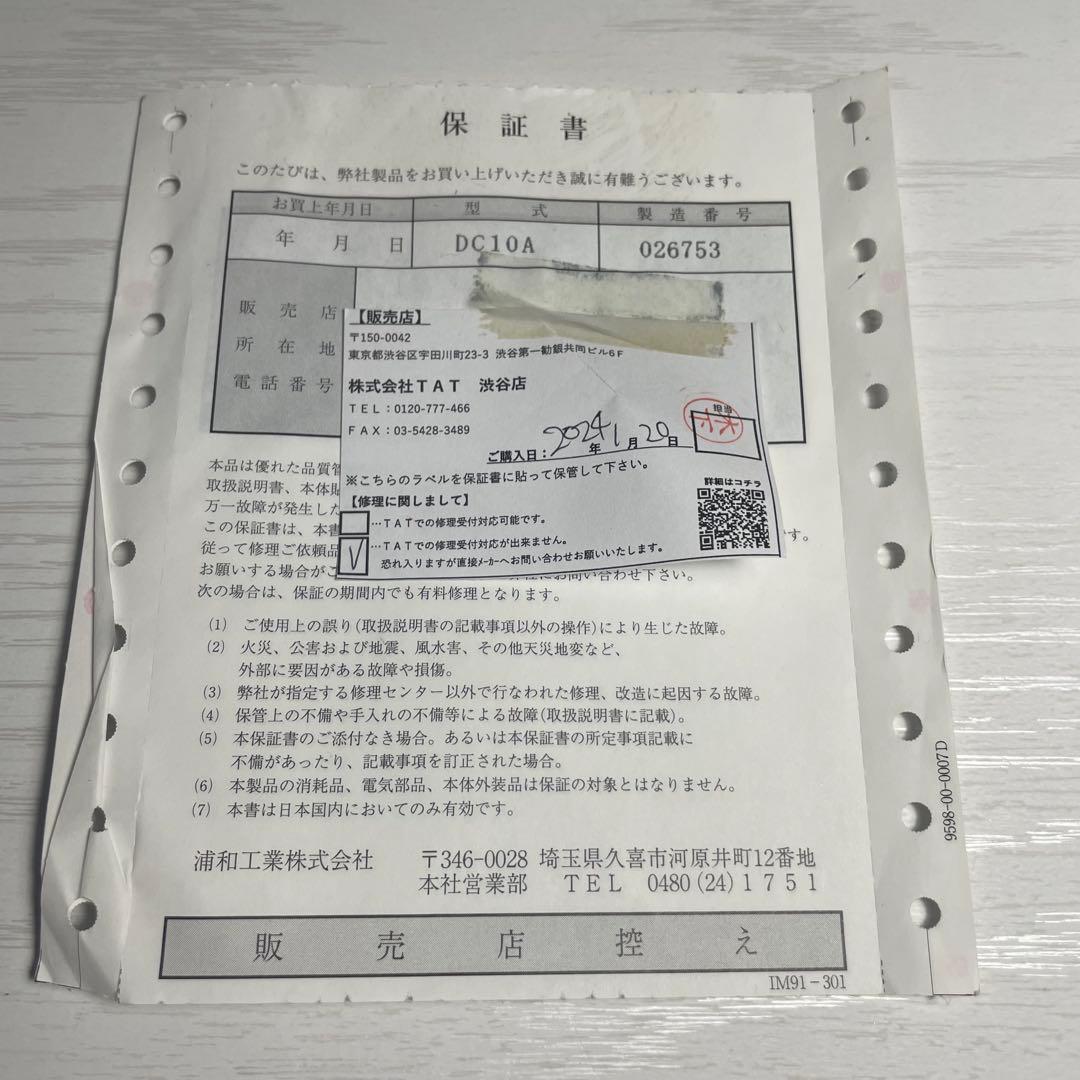 保証書
このたびは、弊社製品をお買い上げいただき誠に有難うございます。
お買上年月日 型式 製造番号
年 月 日 DC10A 026753
販売店
所在地
電話番号
【販売店】
〒150-0042
東京都渋谷区宇田川町23-3 渋谷第一勧銀共同ビル6F
株式会社TAT 渋谷店
TEL:0120-777-466
FAX:03-5428-3489
担当
木下
ご購入日:2024年1月20日
※こちらのラベルを保証書に貼って保管して下さい。
詳細はコチラ
【修理に関しまして】
…TATでの修理受付対応可能です。
✓ …TATでの修理受付対応が出来ません。
恐れ入りますが直接メーカーへお問い合わせお願いいたします。
本品は優れた品質管
取扱説明書、本体貼
万一故障が発生した
この保証書は、本書 す。
従って修理ご依頼品
お願いする場合がご お問い合わせ下さい。
次の場合は、保証の期間内でも有料修理となります。
(1) ご使用上の誤り(取扱説明書の記載事項以外の操作)により生じた故障。
(2) 火災、公害および地震、風水害、その他天災地変など、
外部に要因がある故障や損傷。
(3) 弊社が指定する修理センター以外で行なわれた修理、改造に起因する故障。
(4) 保管上の不備や手入れの不備等による故障(取扱説明書に記載)。
(5) 本保証書のご添付なき場合。あるいは本保証書の所定事項記載に
不備があったり、記載事項を訂正された場合。
(6) 本製品の消耗品、電気部品、本体外装品は保証の対象とはなりません。
(7) 本書は日本国内においてのみ有効です。
浦和工業株式会社 〒346-0028 埼玉県久喜市河原井町12番地
本社営業部 TEL 0480(24)1751
販売店控え
IM91-301
9598-00-0007D